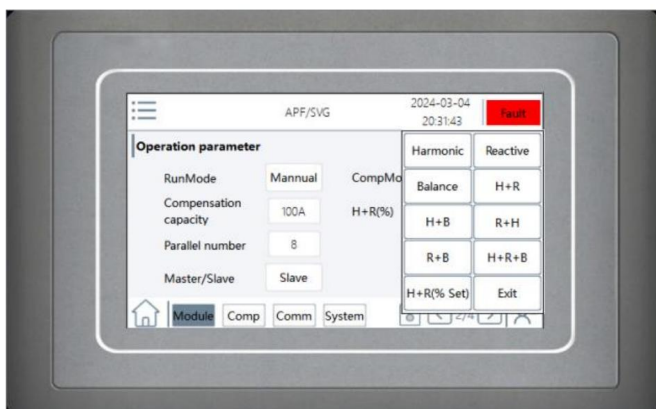 APF/SVG
2024-03-04
20:31:43
Fault
Operation parameter
RunMode Mannual CompMo
Compensation
capacity
100A H+R(%)
Parallel number 8
Master/Slave Slave
Harmonic Reactive
Balance H+R
H+B R+H
R+B H+R+B
H+R(% Set) Exit
Module Comp Comm System 2/4